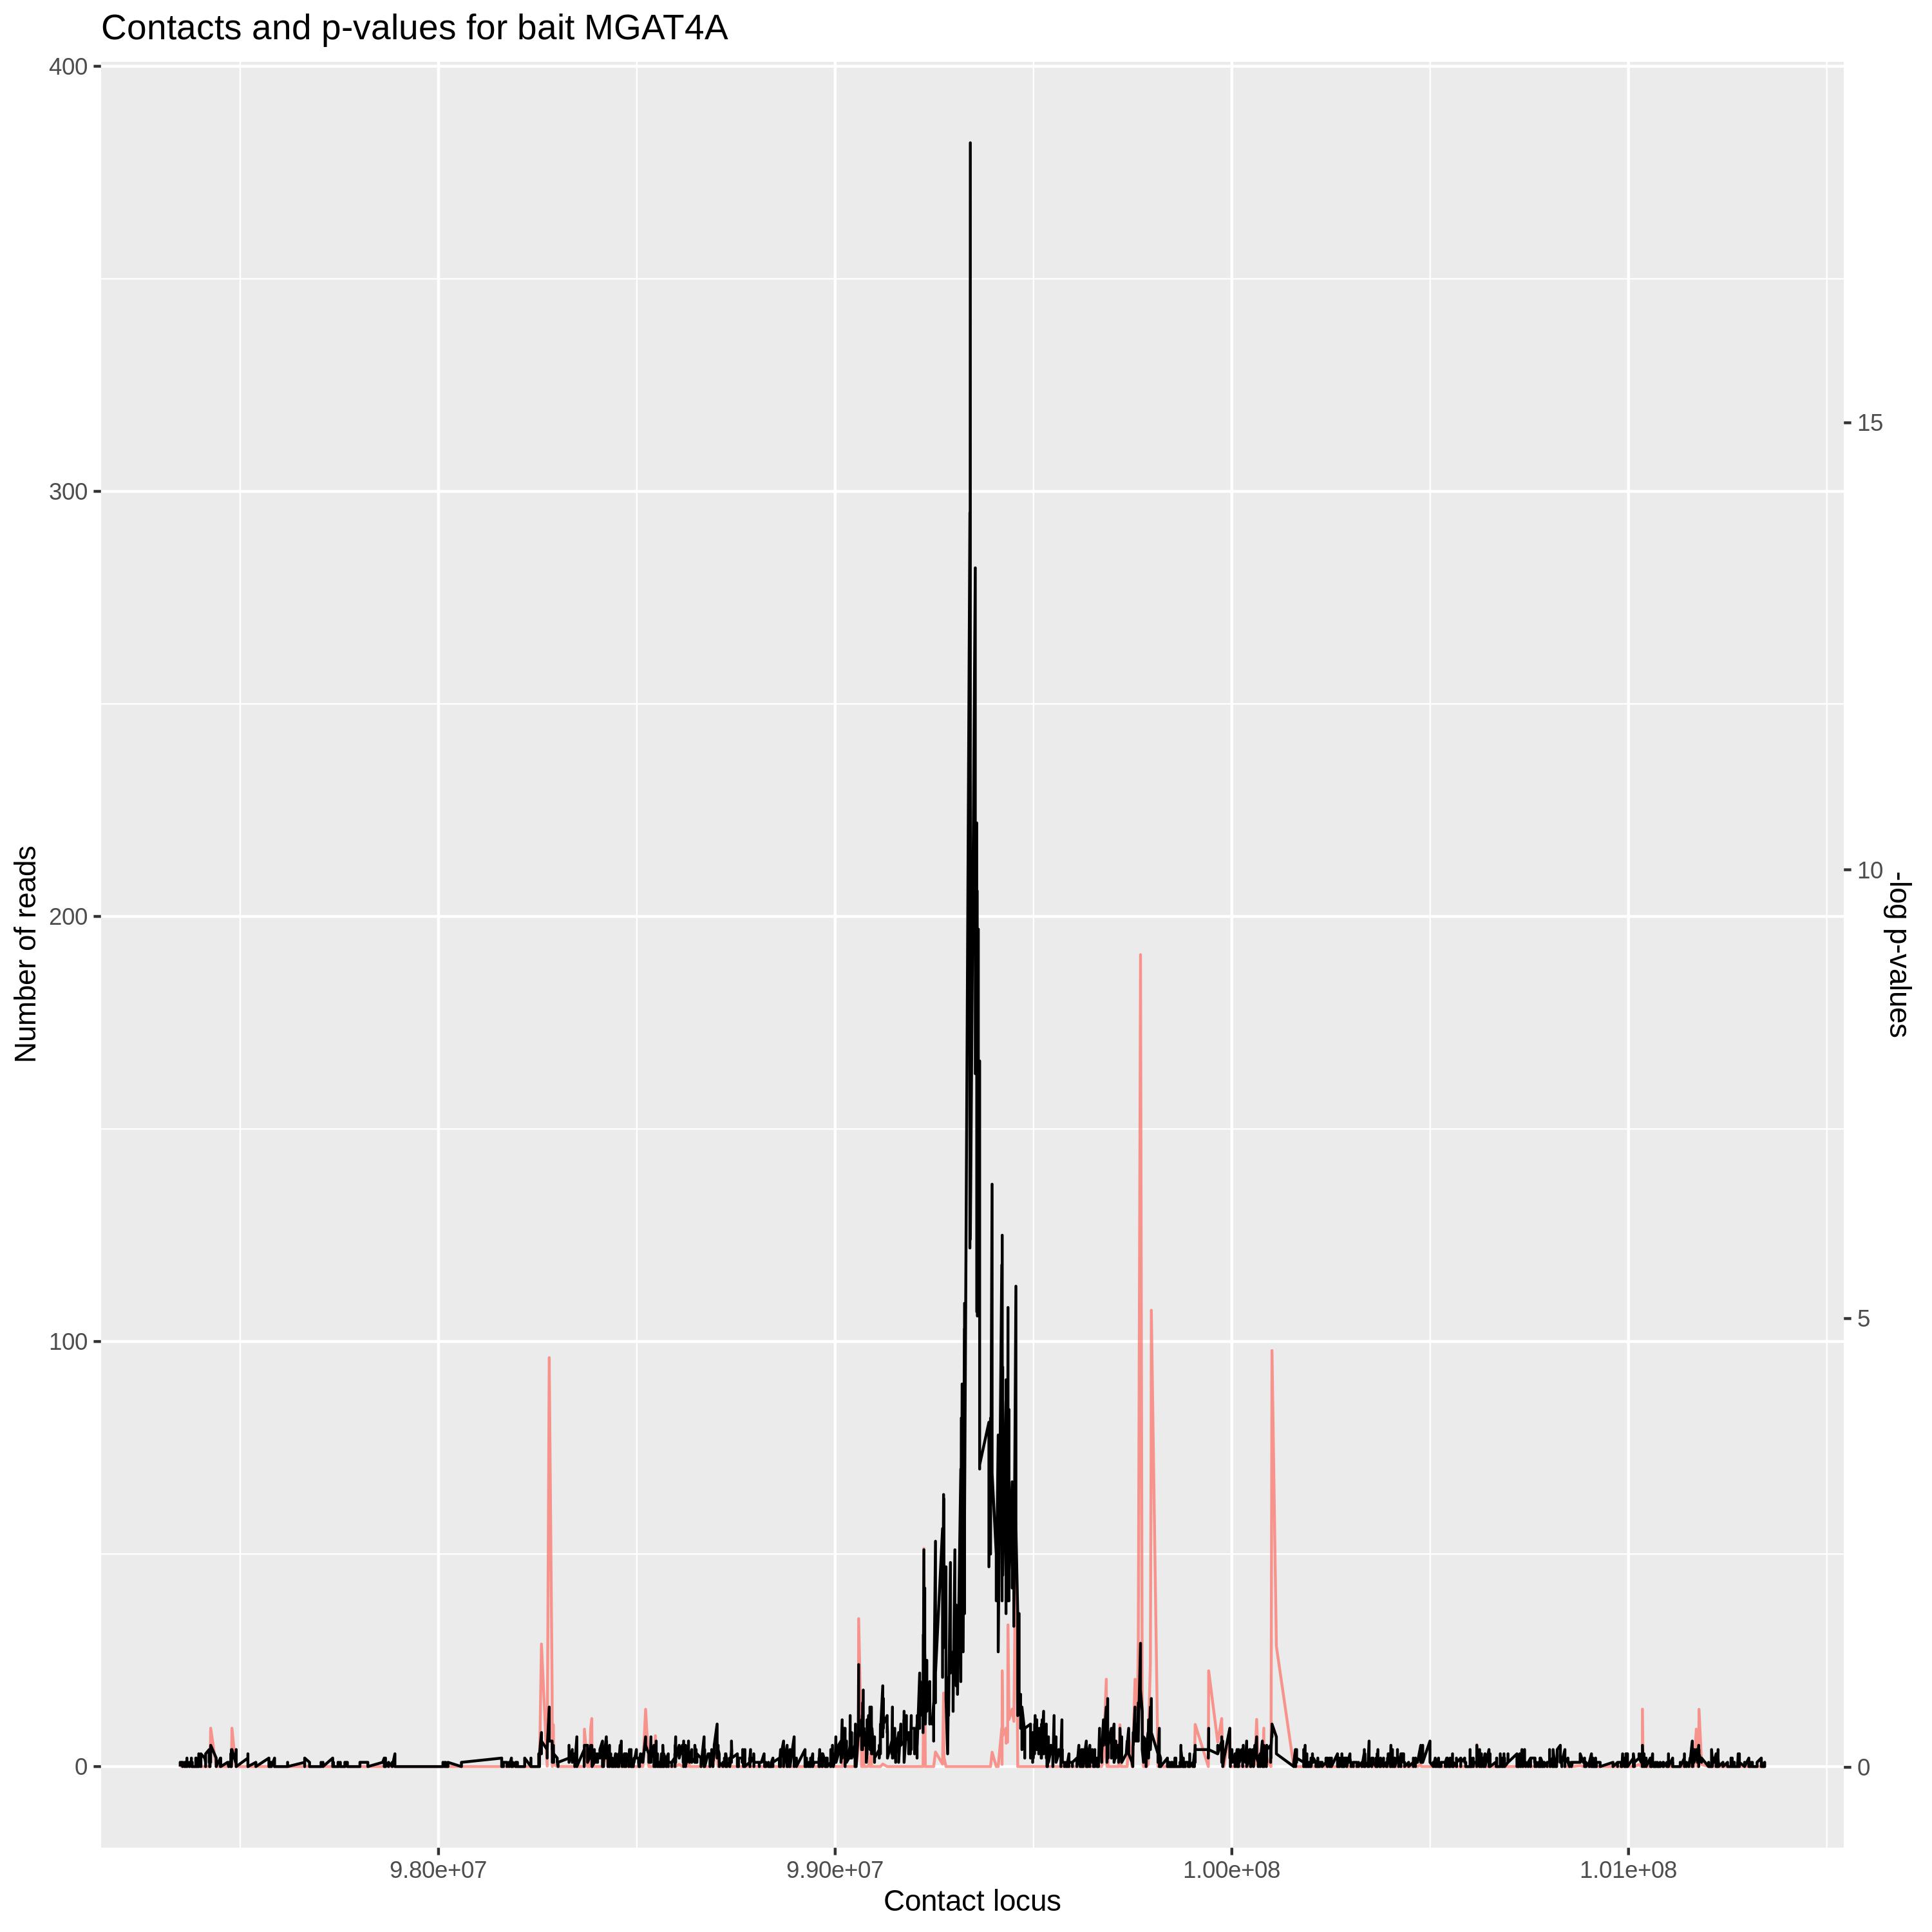 Contacts and p-values for bait MGAT4A
400
300
200
100
0
Number of reads
15
10
5
0
-log p-values
9.80e+07 9.90e+07 1.00e+08 1.01e+08
Contact locus